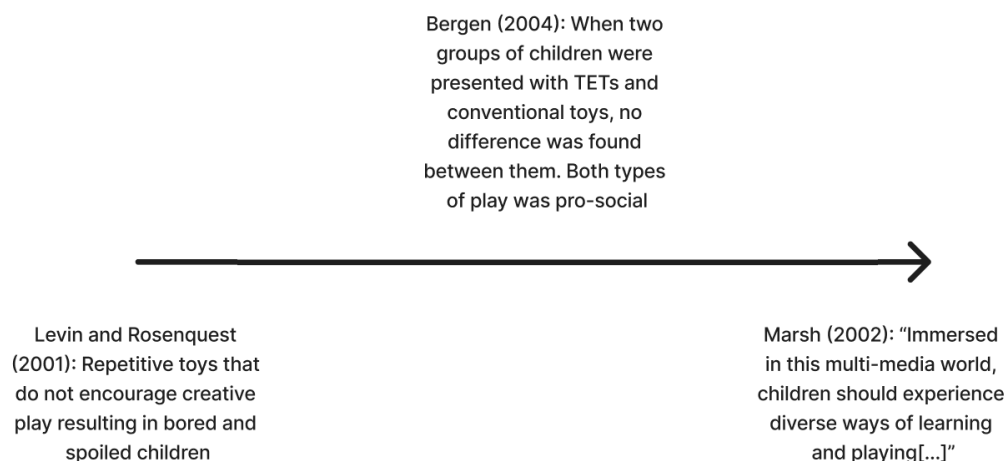 Bergen (2004): When two
groups of children were
presented with TETs and
conventional toys, no
difference was found
between them. Both types
of play was pro-social
Levin and Rosenquest
(2001): Repetitive toys that
do not encourage creative
play resulting in bored and
spoiled children
Marsh (2002): “Immersed
in this multi-media world,
children should experience
diverse ways of learning
and playing[...]”